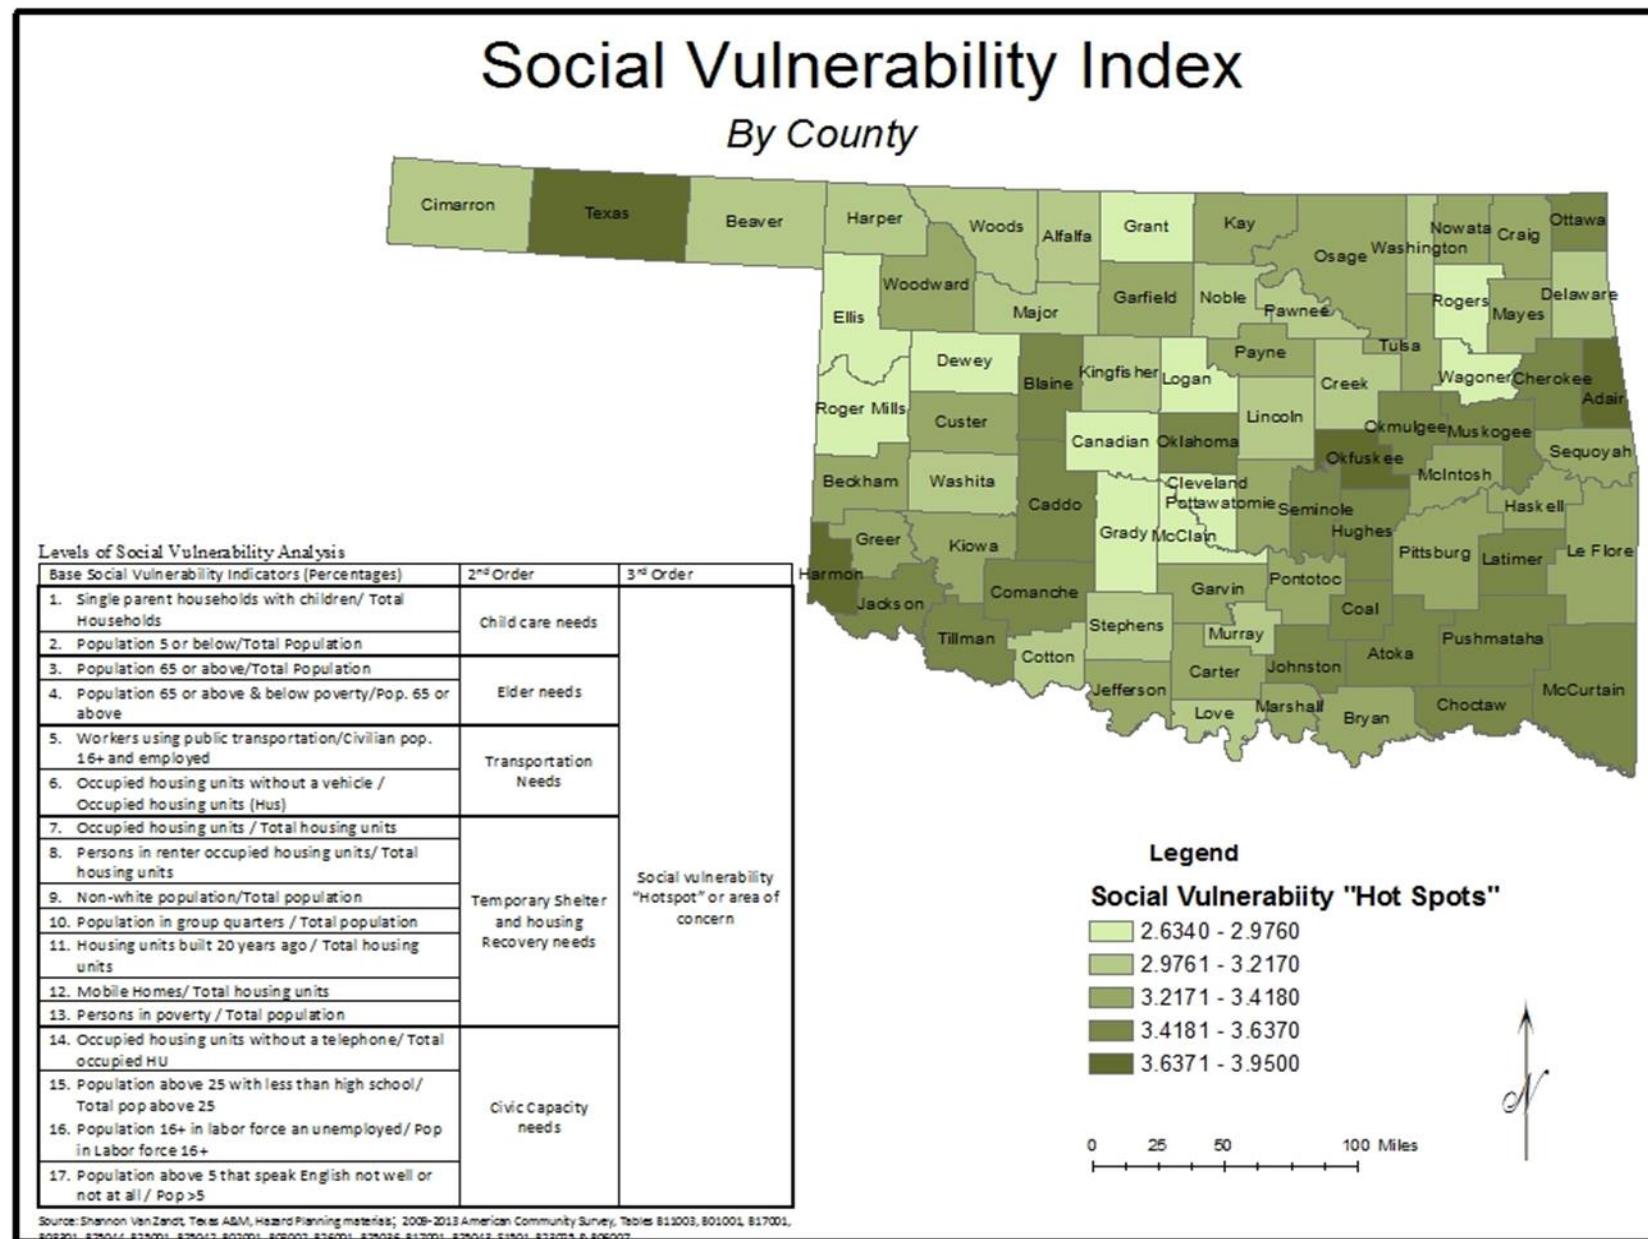 Social Vulnerability Index
By County
Cimarron
Texas
Beaver
Harper
Woods
Alfalfa
Grant
Kay
Osage
Washington
Nowata
Craig
Ottawa
Woodward
Ellis
Major
Garfield
Noble
Pawnee
Rogers
Mayes
Delaware
Dewey
Blaine
Kingfisher
Logan
Payne
Tulsa
Creek
Wagoner
Cherokee
Adair
Roger Mills
Custer
Canadian
Oklahoma
Lincoln
Okmulgee
Muskogee
Okfuskee
Sequoyah
Beckham
Washita
Caddo
Cleveland
Pottawatomie
Seminole
McIntosh
Haskell
Greer
Kiowa
Grady
McClain
Hughes
Pittsburg
Latimer
Le Flore
Harmon
Jackson
Comanche
Garvin
Pontotoc
Coal
Tillman
Stephens
Murray
Cotton
Carter
Johnston
Atoka
Pushmataha
Jefferson
Love
Marshall
Bryan
Choctaw
McCurtain
Levels of Social Vulnerability Analysis
Base Social Vulnerability Indicators (Percentages) 2nd Order 3rd Order
1. Single parent households with children/ Total
Households
2. Population 5 or below/Total Population
Child care needs
3. Population 65 or above/Total Population
4. Population 65 or above & below poverty/Pop. 65 or
above
Elder needs
5. Workers using public transportation/Civilian pop.
16+ and employed
6. Occupied housing units without a vehicle /
Occupied housing units (Hus)
Transportation
Needs
7. Occupied housing units / Total housing units
8. Persons in renter occupied housing units/ Total
housing units
9. Non-white population/Total population
10. Population in group quarters / Total population
11. Housing units built 20 years ago / Total housing
units
12. Mobile Homes/ Total housing units
13. Persons in poverty / Total population
Temporary Shelter
and housing
Recovery needs
14. Occupied housing units without a telephone/ Total
occupied HU
15. Population above 25 with less than high school/
Total pop above 25
16. Population 16+ in labor force an unemployed/ Pop
in Labor force 16+
17. Population above 5 that speak English not well or
not at all / Pop >5
Civic Capacity
needs
Social vulnerability
"Hotspot" or area of
concern
Source: Shannon Van Zandt, Texas A&M, Hazard Planning materials; 2009-2013 American Community Survey, Tables B11003, B01001, B17001,
Legend
Social Vulnerabiity "Hot Spots"
2.6340 - 2.9760
2.9761 - 3.2170
3.2171 - 3.4180
3.4181 - 3.6370
3.6371 - 3.9500
0 25 50 100 Miles
N